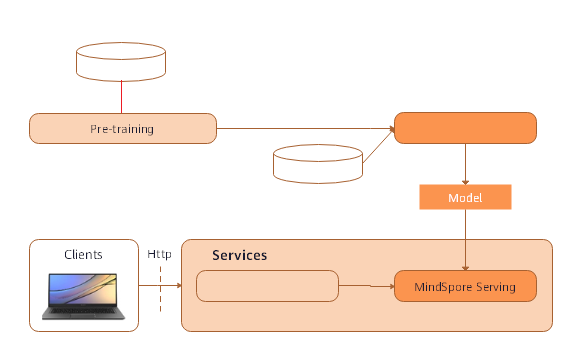 Pre-training
Model
Clients
Http
Services
MindSpore Serving